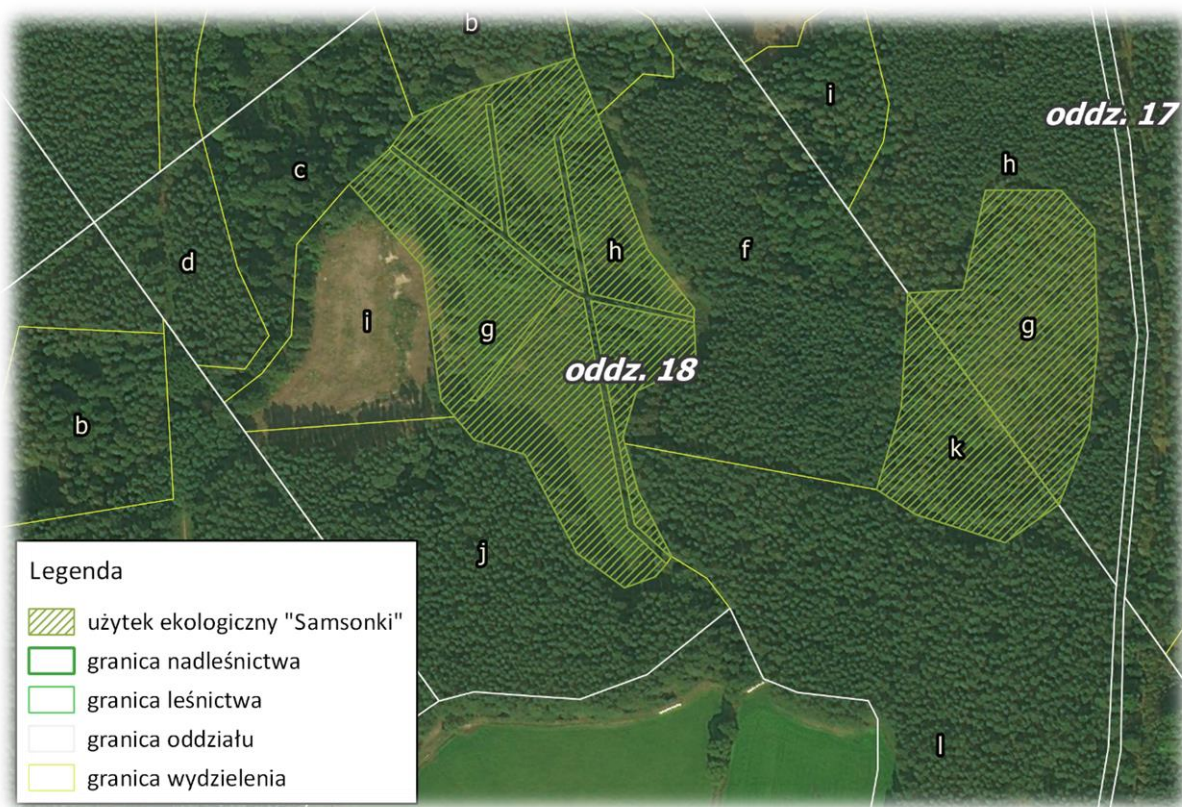 b
i
oddz. 17
c
h
d
h
f
i
g
g
oddz. 18
b
k
j
l
Legenda
użytek ekologiczny "Samsonki"
granica nadleśnictwa
granica leśnictwa
granica oddziału
granica wydzielenia